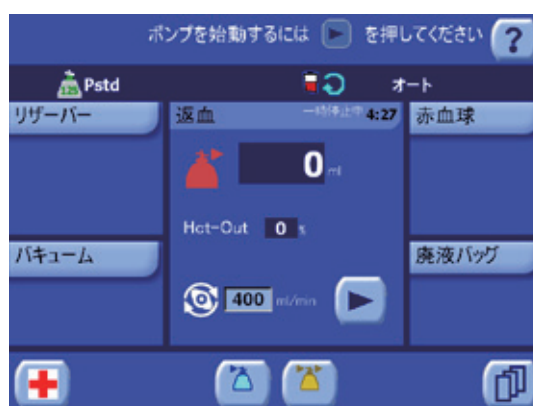 ポンプを始動するには ▶ を押してください ?
125 Pstd オート
リザーバー
返血 一時停止中 4:27
赤血球
0 ml
Hct-Out 0 %
バキューム
廃液バッグ
400 ml/min